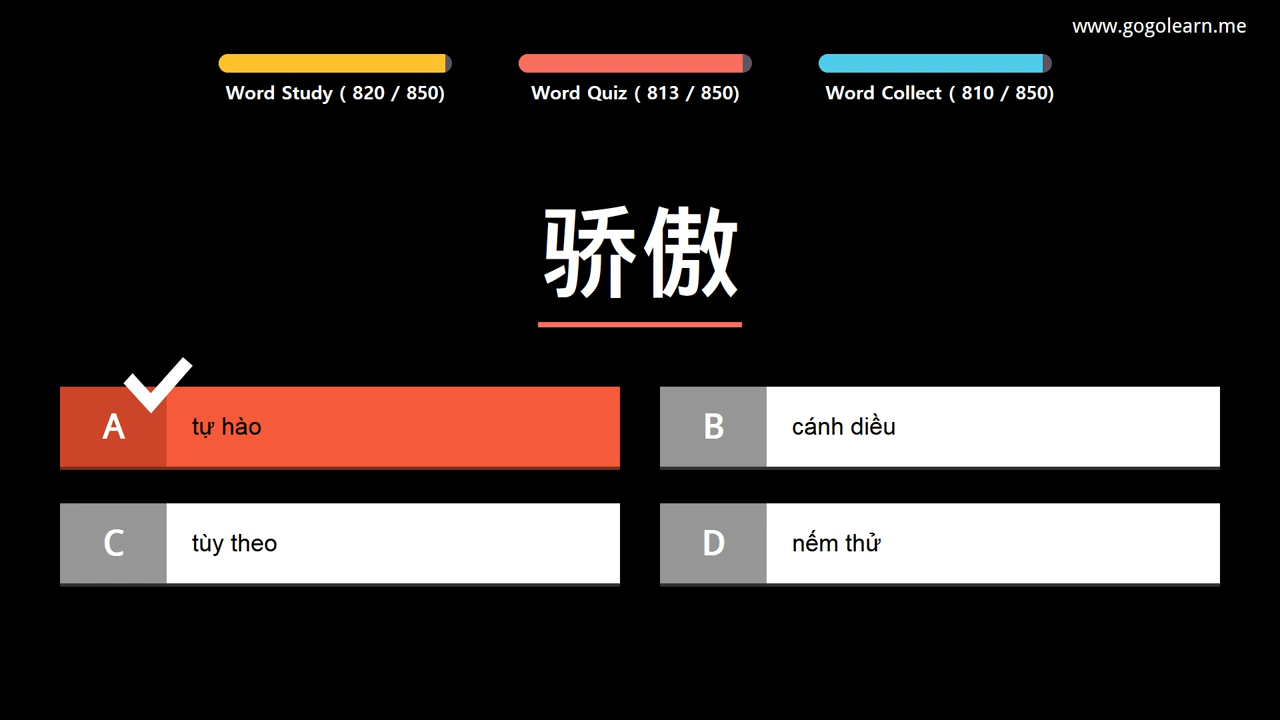 www.gogolearn.me
Word Study ( 820 / 850)
Word Quiz ( 813 / 850)
Word Collect ( 810 / 850)
骄傲
A tự hào
B cánh diều
C tùy theo
D nếm thử